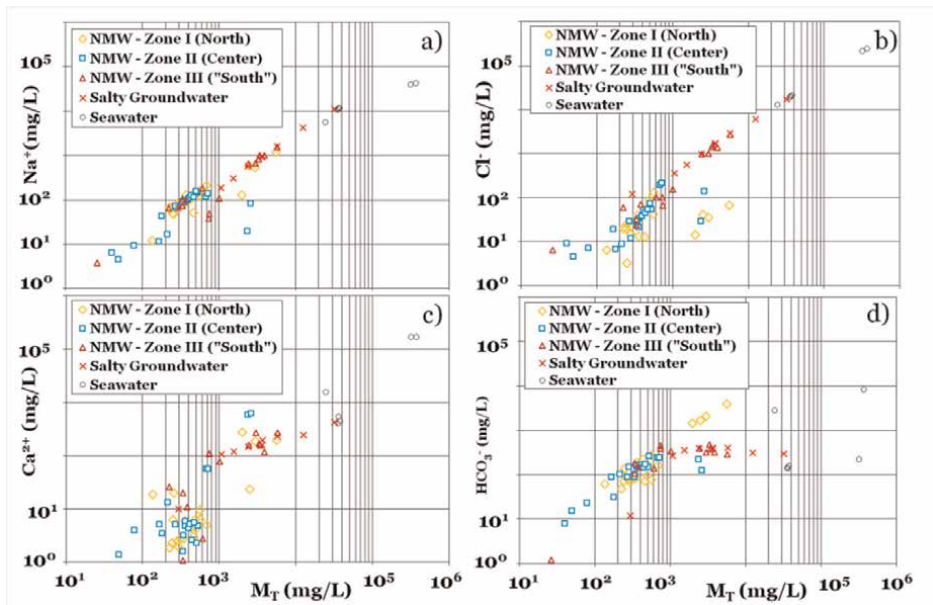 NMW - Zone I (North)
NMW - Zone II (Center)
NMW - Zone III ("South")
Salty Groundwater
Seawater
a)
10⁵
10²
10¹
10⁰
Na⁺(mg/L)
NMW - Zone I (North)
NMW - Zone II (Center)
NMW - Zone III ("South")
Salty Groundwater
Seawater
b)
10⁵
10²
10¹
10⁰
Cl⁻ (mg/L)
NMW - Zone I (North)
NMW - Zone II (Center)
NMW - Zone III ("South")
Salty Groundwater
Seawater
c)
10⁵
10¹
10⁰
Ca²⁺ (mg/L)
10¹ 10² 10³ 10⁴ 10⁵ 10⁶
M_T (mg/L)
NMW - Zone I (North)
NMW - Zone II (Center)
NMW - Zone III ("South")
Salty Groundwater
Seawater
d)
10⁵
10²
10¹
10⁰
HCO₃⁻ (mg/L)
10¹ 10² 10³ 10⁴ 10⁵ 10⁶
M_T (mg/L)